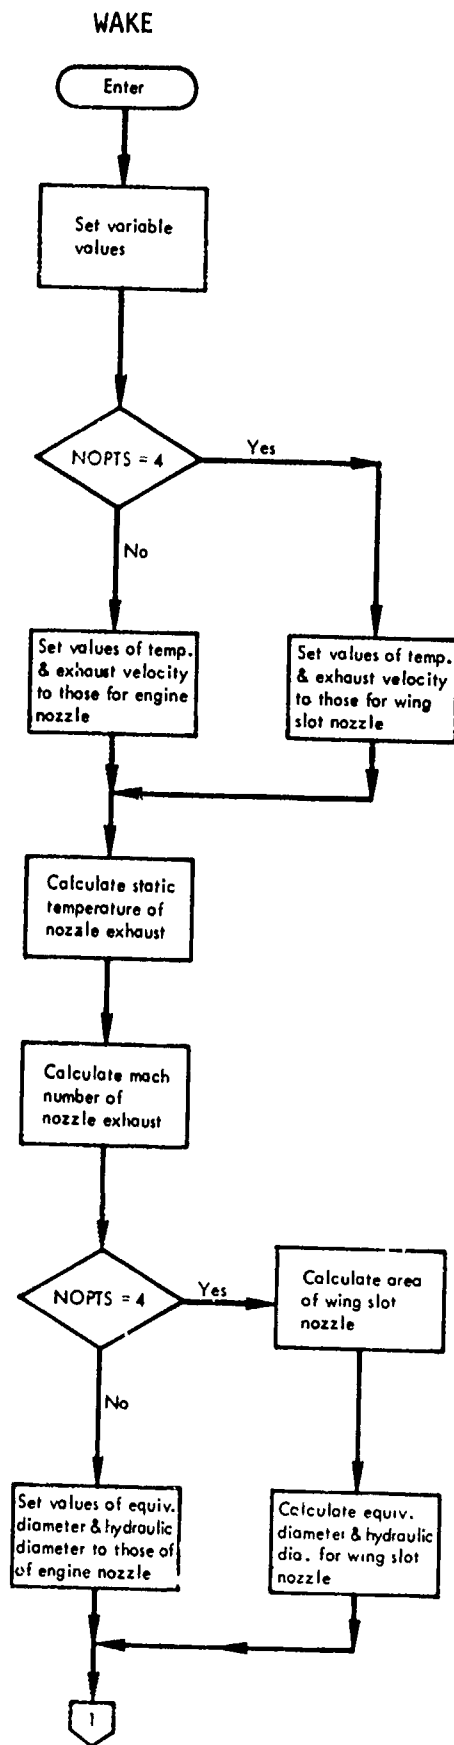 WAKE
Enter
Set variable
values
NOPTS = 4
Yes
No
Set values of temp.
& exhaust velocity
to those for engine
nozzle
Set values of temp.
& exhaust velocity
to those for wing
slot nozzle
Calculate static
temperature of
nozzle exhaust
Calculate mach
number of
nozzle exhaust
NOPTS = 4
Yes
Calculate area
of wing slot
nozzle
No
Set values of equiv.
diameter & hydraulic
diameter to those of
of engine nozzle
Calculate equiv.
diameter & hydraulic
dia. for wing slot
nozzle
1